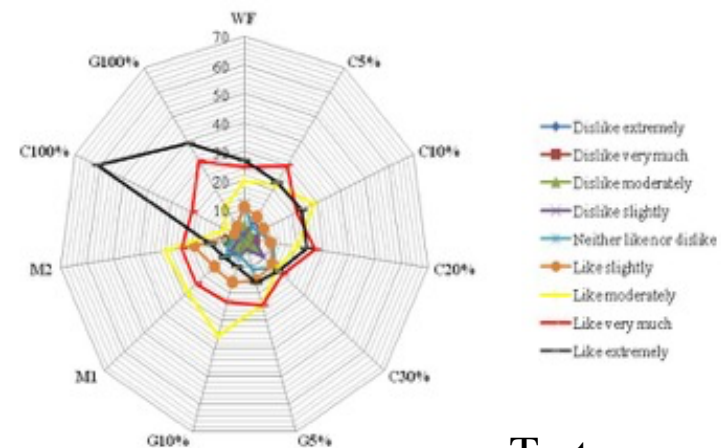 WF
70
G100%
60
C5%
50
40
C100%
30
C10%
20
10
M2
C20%
M1
C30%
G10%
G5%
Dislike extremely
Dislike very much
Dislike moderately
Dislike slightly
Neither like nor dislike
Like slightly
Like moderately
Like very much
Like extremely